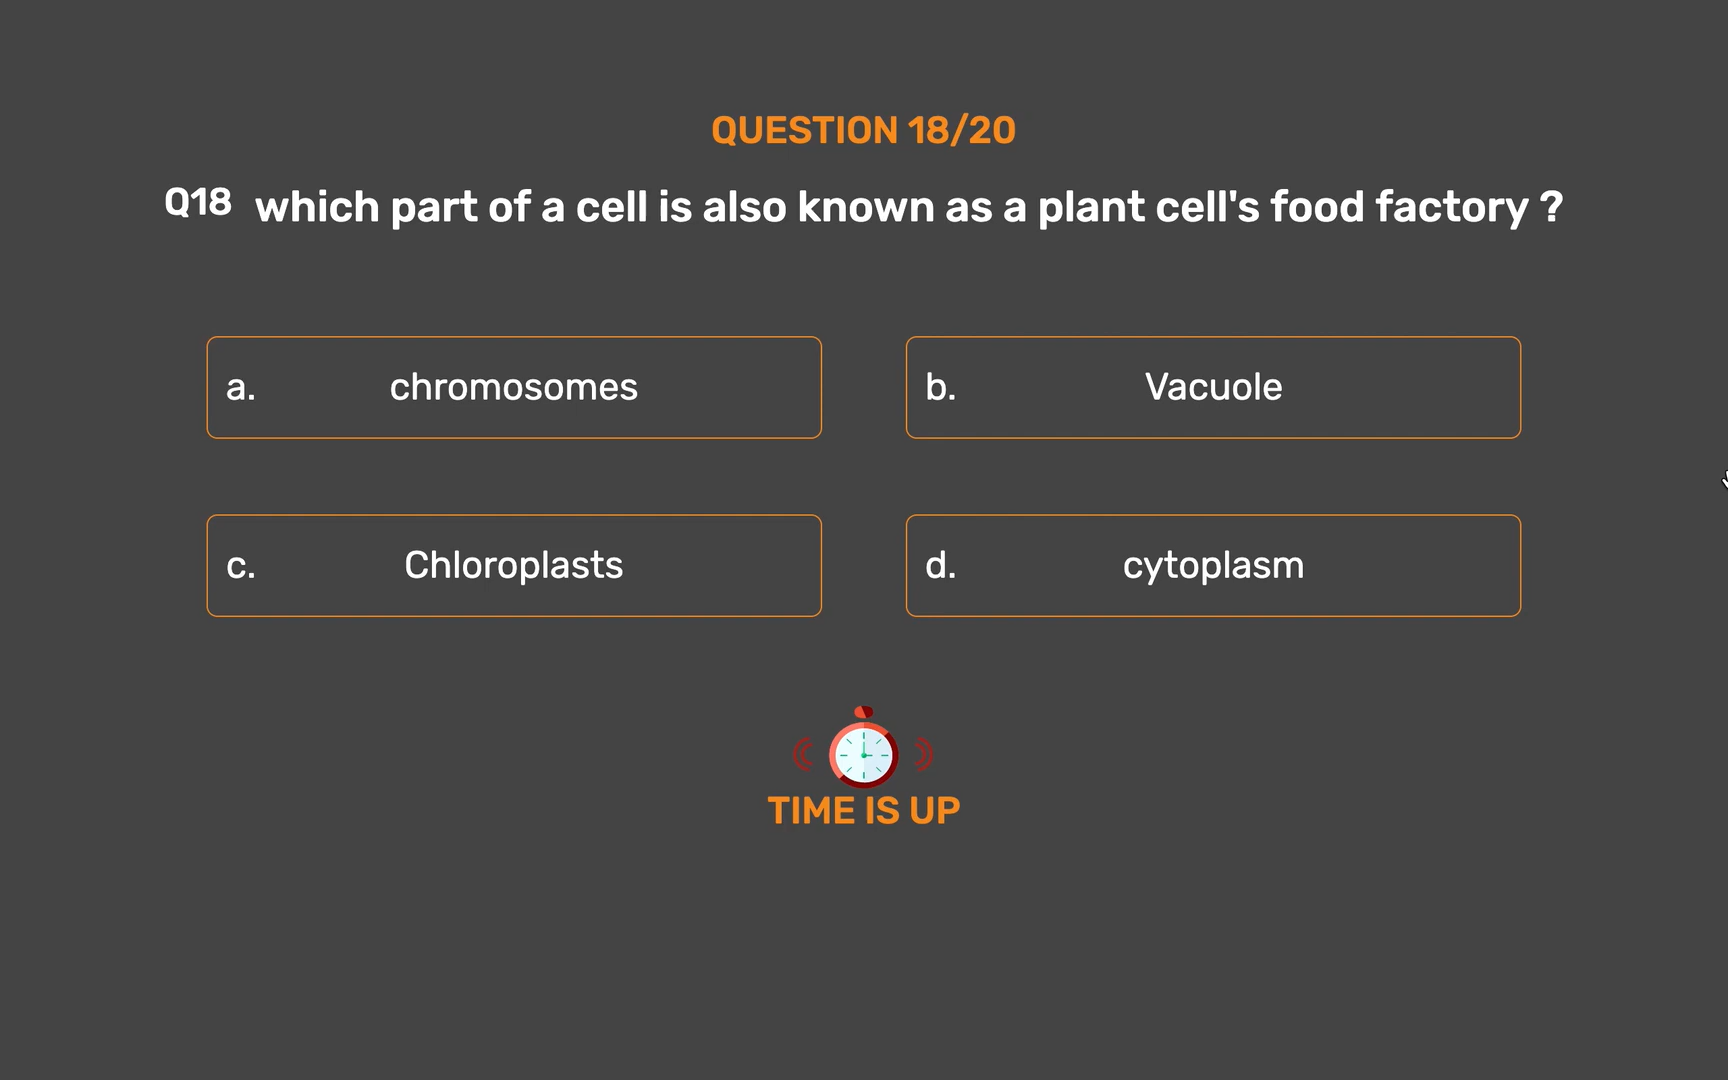 QUESTION 18/20
Q18 which part of a cell is also known as a plant cell's food factory ?
a. chromosomes
b. Vacuole
c. Chloroplasts
d. cytoplasm
TIME IS UP